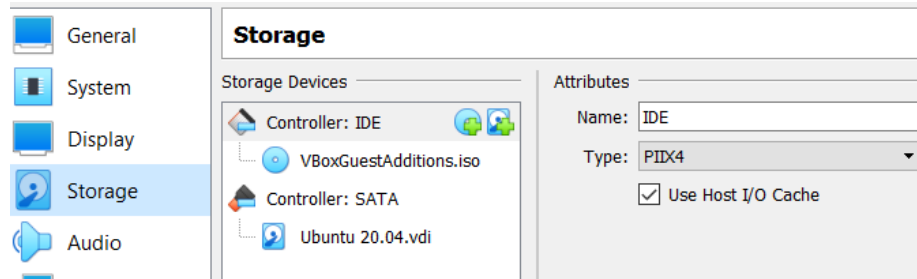 General
System
Display
Storage
Audio
Storage
Storage Devices
Controller: IDE
VBoxGuestAdditions.iso
Controller: SATA
Ubuntu 20.04.vdi
Attributes
Name: IDE
Type: PIIX4
Use Host I/O Cache